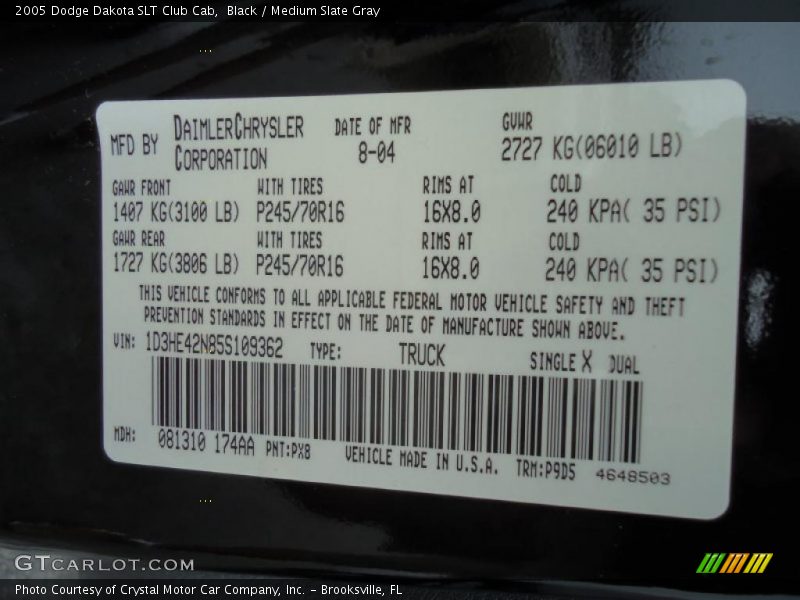 2005 Dodge Dakota SLT Club Cab,  Black / Medium Slate Gray
MFD BY DAIMLERCHRYSLER CORPORATION DATE OF MFR 8-04 GVWR 2727 KG(06010 LB)
GAWR FRONT WITH TIRES RIMS AT COLD
1407 KG(3100 LB) P245/70R16 16X8.0 240 KPA( 35 PSI)
GAWR REAR WITH TIRES RIMS AT COLD
1727 KG(3806 LB) P245/70R16 16X8.0 240 KPA( 35 PSI)
THIS VEHICLE CONFORMS TO ALL APPLICABLE FEDERAL MOTOR VEHICLE SAFETY AND THEFT
PREVENTION STANDARDS IN EFFECT ON THE DATE OF MANUFACTURE SHOWN ABOVE.
VIN: 1D3HE42N85S109362 TYPE: TRUCK SINGLE X DUAL
MDH: 081310 174AA PNT:PX8 VEHICLE MADE IN U.S.A. TRM:P9D5 4648503
GTCARLOT.COM
Photo Courtesy of Crystal Motor Car Company, Inc. – Brooksville, FL